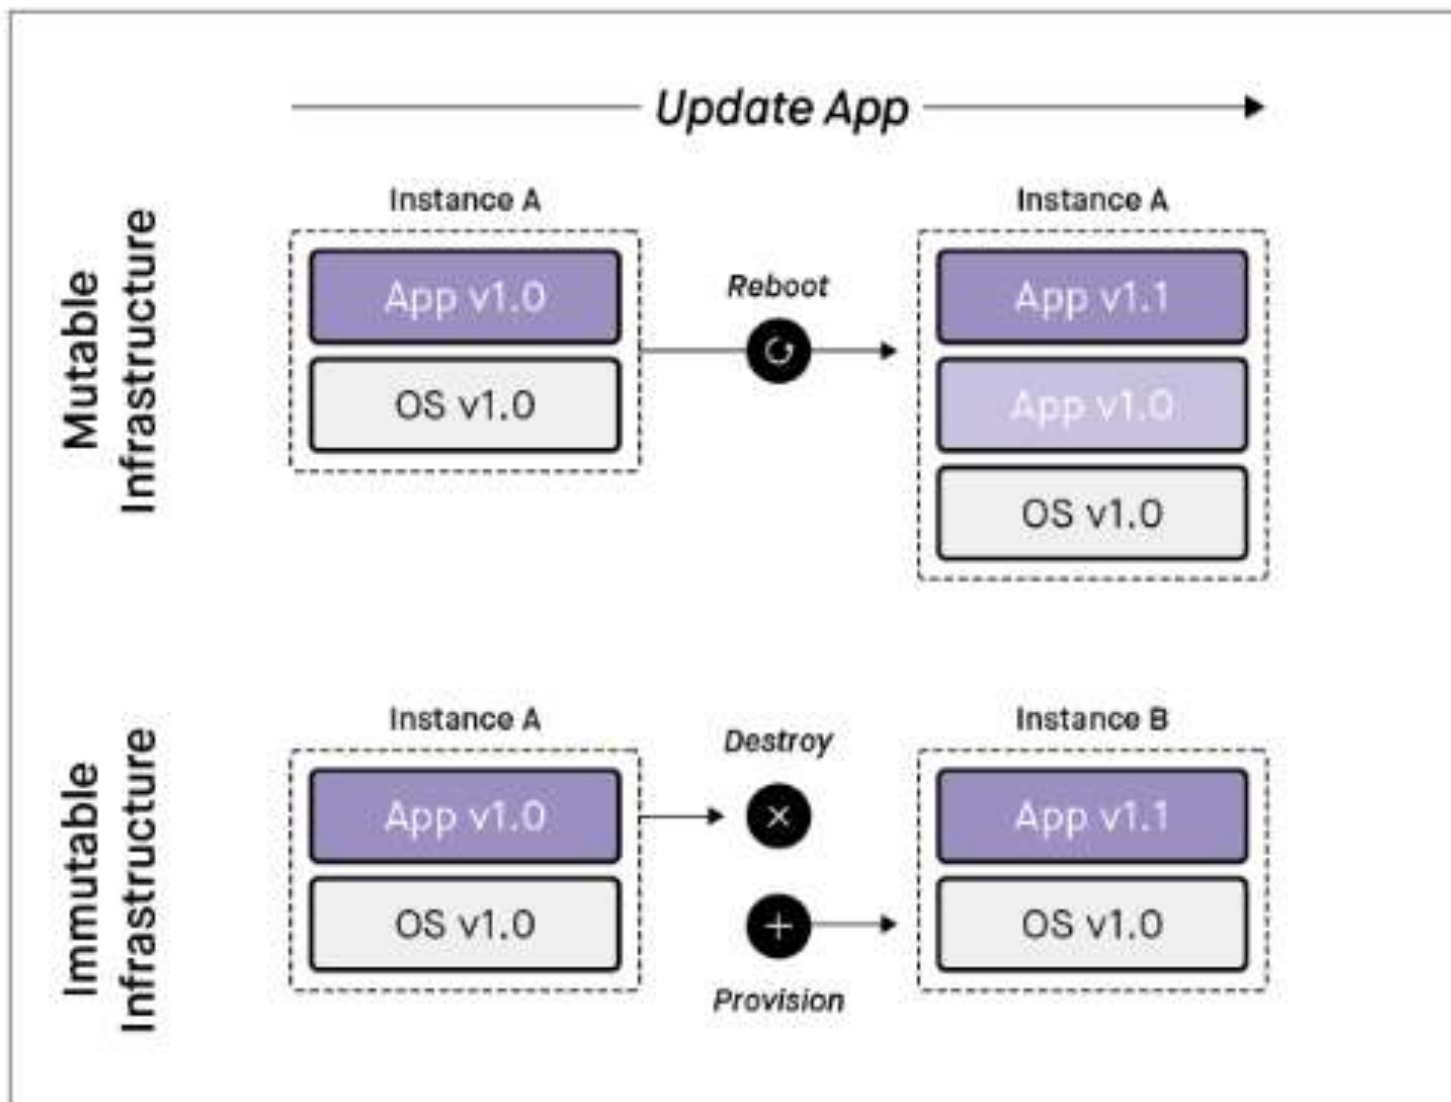 Update App
Mutable
Infrastructure
Instance A
App v1.0
OS v1.0
Reboot
Instance A
App v1.1
App v1.0
OS v1.0
Immutable
Infrastructure
Instance A
App v1.0
OS v1.0
Destroy
Provision
Instance B
App v1.1
OS v1.0